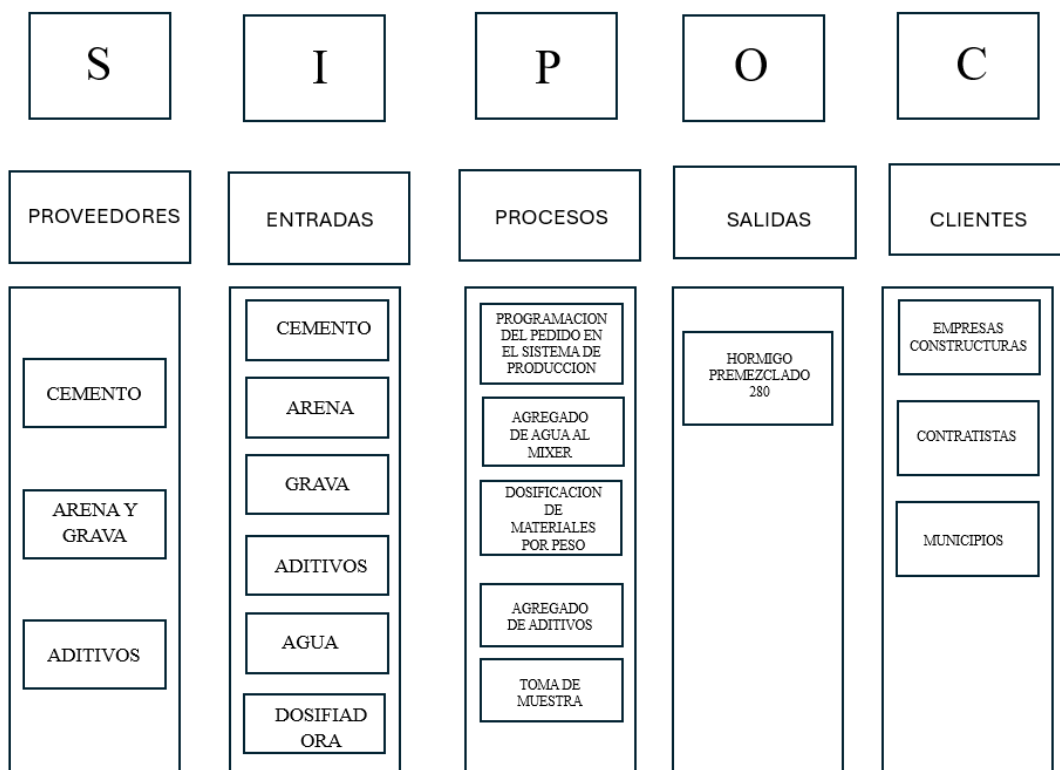 S
I
P
O
C
PROVEEDORES
ENTRADAS
PROCESOS
SALIDAS
CLIENTES
CEMENTO
ARENA Y
GRAVA
ADITIVOS
CEMENTO
ARENA
GRAVA
ADITIVOS
AGUA
DOSIFIAD
ORA
PROGRAMACION
DEL PEDIDO EN
EL SISTEMA DE
PRODUCCION
AGREGADO
DE AGUA AL
MIXER
DOSIFICACION
DE
MATERIALES
POR PESO
AGREGADO
DE ADITIVOS
TOMA DE
MUESTRA
HORMIGO
PREMEZCLADO
280
EMPRESAS
CONSTRUCTURAS
CONTRATISTAS
MUNICIPIOS